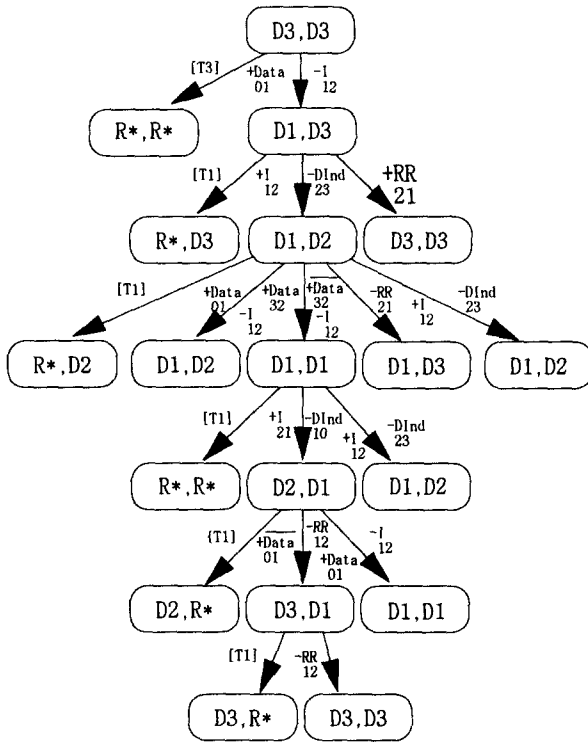 D3,D3
[T3] +Data 01 -I 12
R*,R* D1,D3
[T1] +I 12 -DInd 23 +RR 21
R*,D3 D1,D2 D3,D3
[T1] +Data 01 -I 12 +Data 32 +Data 32 -I 12 -RR 21 +I 12 -DInd 23
R*,D2 D1,D2 D1,D1 D1,D3 D1,D2
[T1] +I 21 -DInd 10 +I 12 -DInd 23
R*,R* D2,D1 D1,D2
[T1] +Data 01 -RR 12 +Data 01 -I 12
D2,R* D3,D1 D1,D1
[T1] -RR 12
D3,R* D3,D3